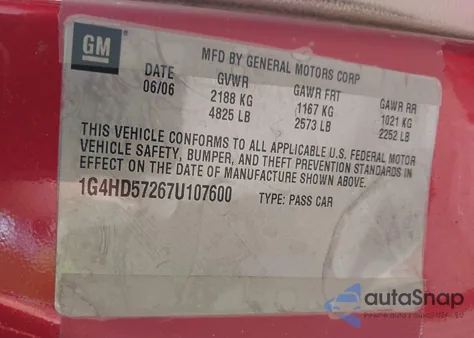 GM
MFD BY GENERAL MOTORS CORP
DATE GVWR GAWR FRT GAWR RR
06/06 2188 KG 1167 KG 1021 KG
4825 LB 2573 LB 2252 LB
THIS VEHICLE CONFORMS TO ALL APPLICABLE U.S. FEDERAL MOTOR
VEHICLE SAFETY, BUMPER, AND THEFT PREVENTION STANDARDS IN
EFFECT ON THE DATE OF MANUFACTURE SHOWN ABOVE.
1G4HD57267U107600 TYPE: PASS CAR
autoSnap